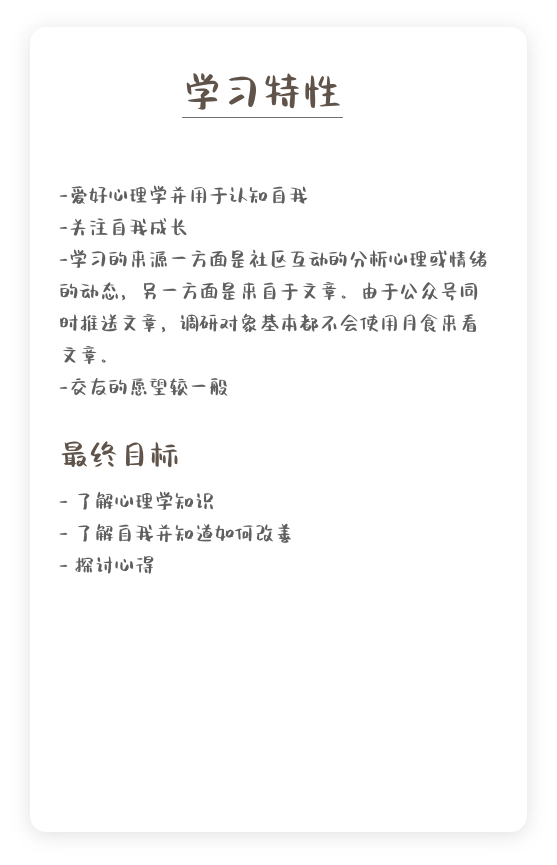 学习特性
-爱好心理学并用于认知自我
-关注自我成长
-学习的来源一方面是社区互动的分析心理或情绪
的动态，另一方面是来自于文章。由于公众号同
时推送文章，调研对象基本都不会使用月食来看
文章。
-交友的愿望较一般
最终目标
- 了解心理学知识
- 了解自我并知道如何改善
- 探讨心得